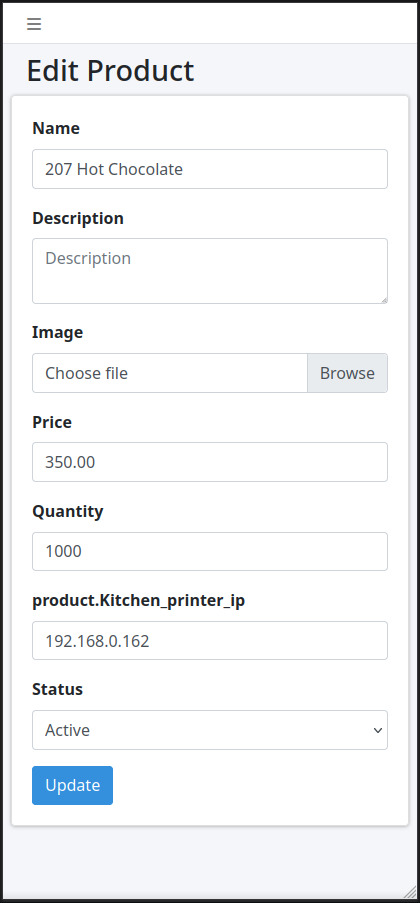 Edit Product
Name
207 Hot Chocolate
Description
Description
Image
Choose file
Browse
Price
350.00
Quantity
1000
product.Kitchen_printer_ip
192.168.0.162
Status
Active
Update